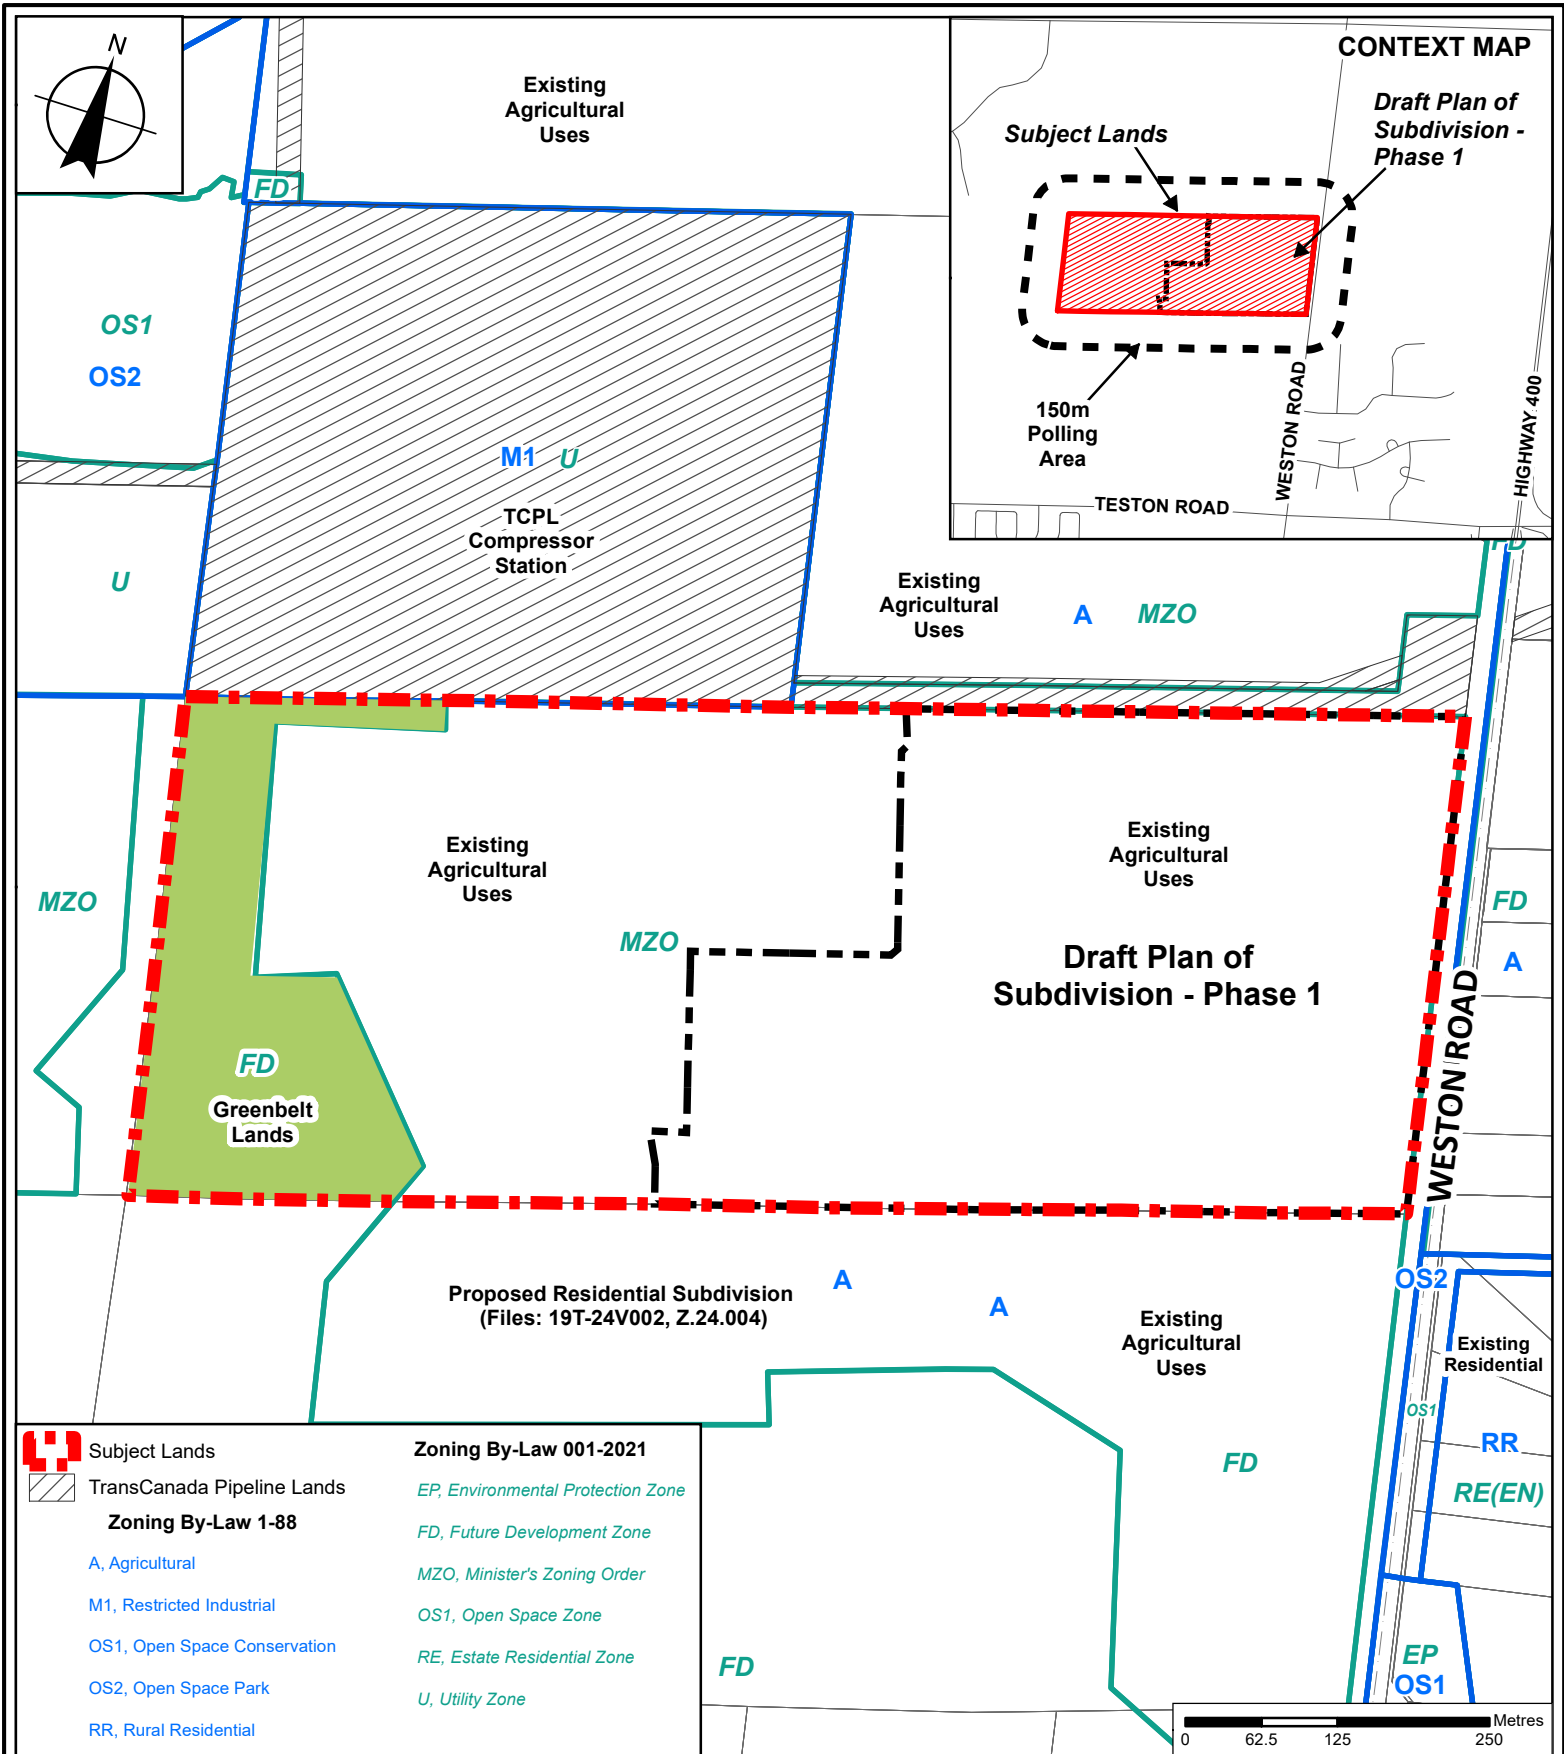 N
CONTEXT MAP
Draft Plan of
Subdivision -
Phase 1
Subject Lands
150m
Polling
Area
WESTON ROAD
HIGHWAY 400
TESTON ROAD
Existing
Agricultural
Uses
FD
OS1
OS2
M1 U
TCPL
Compressor
Station
U
Existing
Agricultural
Uses
A MZO
FD
MZO
Existing
Agricultural
Uses
MZO
Existing
Agricultural
Uses
Draft Plan of
Subdivision - Phase 1
FD
A
WESTON ROAD
FD
Greenbelt
Lands
Proposed Residential Subdivision
(Files: 19T-24V002, Z.24.004)
A
A
Existing
Agricultural
Uses
OS2
Existing
Residential
OS1
RR
RE(EN)
FD
FD
EP
OS1
Subject Lands
TransCanada Pipeline Lands
Zoning By-Law 1-88
A, Agricultural
M1, Restricted Industrial
OS1, Open Space Conservation
OS2, Open Space Park
RR, Rural Residential
Zoning By-Law 001-2021
EP, Environmental Protection Zone
FD, Future Development Zone
MZO, Minister's Zoning Order
OS1, Open Space Zone
RE, Estate Residential Zone
U, Utility Zone
Metres
0 62.5 125 250